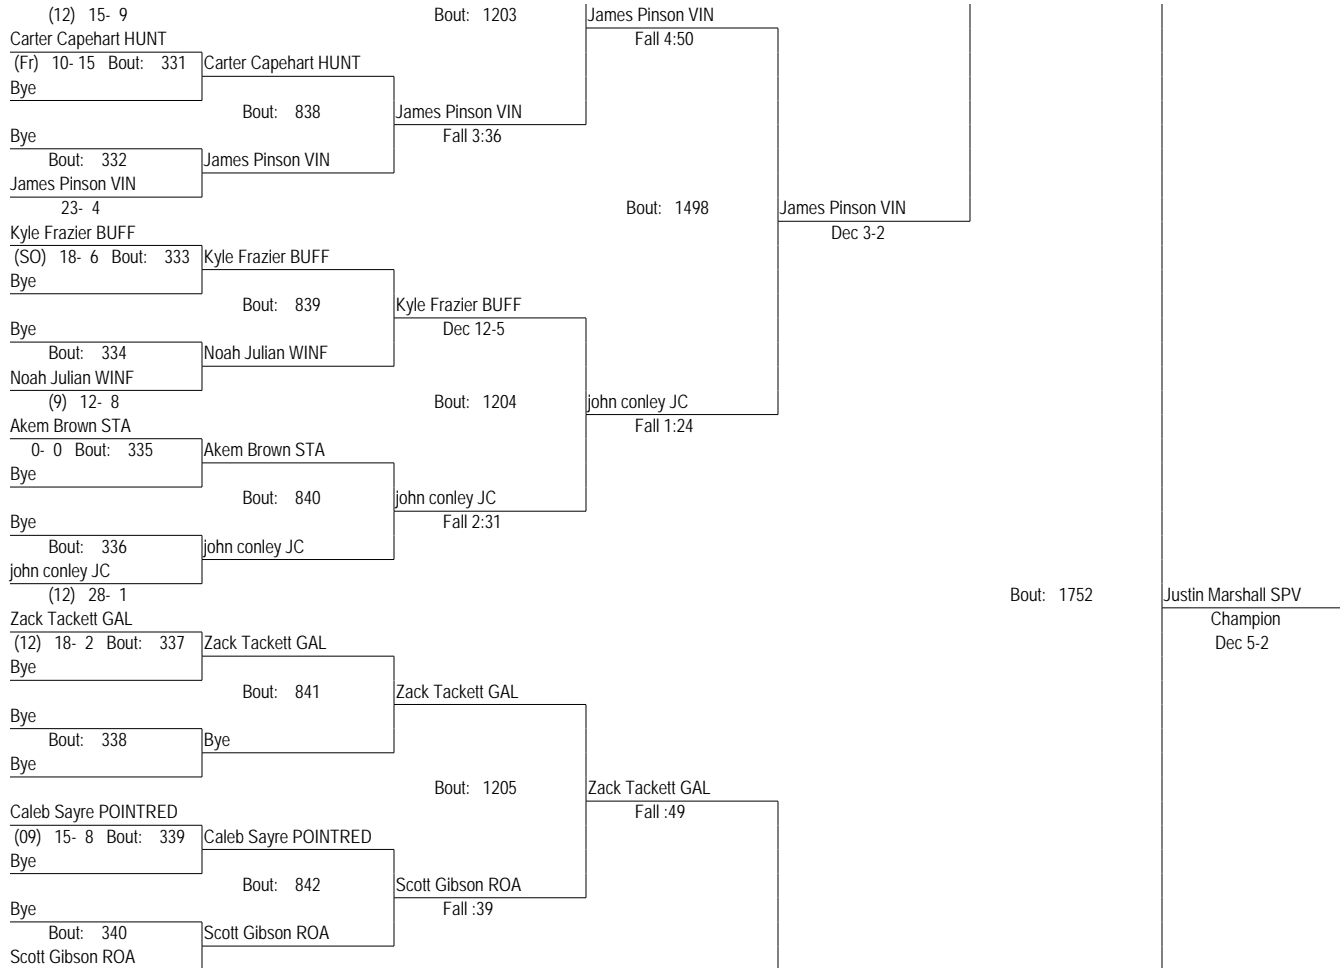 (12) 15- 9 Bout: 1203 James Pinson VIN
Carter Capehart HUNT Fall 4:50
(Fr) 10- 15 Bout: 331 Carter Capehart HUNT
Bye
Bout: 838 James Pinson VIN
Bye Fall 3:36
Bout: 332 James Pinson VIN
James Pinson VIN
23- 4 Bout: 1498 James Pinson VIN
Kyle Frazier BUFF Dec 3-2
(SO) 18- 6 Bout: 333 Kyle Frazier BUFF
Bye
Bout: 839 Kyle Frazier BUFF
Bye Dec 12-5
Bout: 334 Noah Julian WINF
Noah Julian WINF
(9) 12- 8 Bout: 1204 john conley JC
Akem Brown STA Fall 1:24
0- 0 Bout: 335 Akem Brown STA
Bye
Bout: 840 john conley JC
Bye Fall 2:31
Bout: 336 john conley JC
john conley JC
(12) 28- 1 Bout: 1752 Justin Marshall SPV
Zack Tackett GAL Champion
(12) 18- 2 Bout: 337 Zack Tackett GAL Dec 5-2
Bye
Bout: 841 Zack Tackett GAL
Bye
Bout: 338 Bye
Bye
Bout: 1205 Zack Tackett GAL
Caleb Sayre POINTRED Fall :49
(09) 15- 8 Bout: 339 Caleb Sayre POINTRED
Bye
Bout: 842 Scott Gibson ROA
Bye Fall :39
Bout: 340 Scott Gibson ROA
Scott Gibson ROA